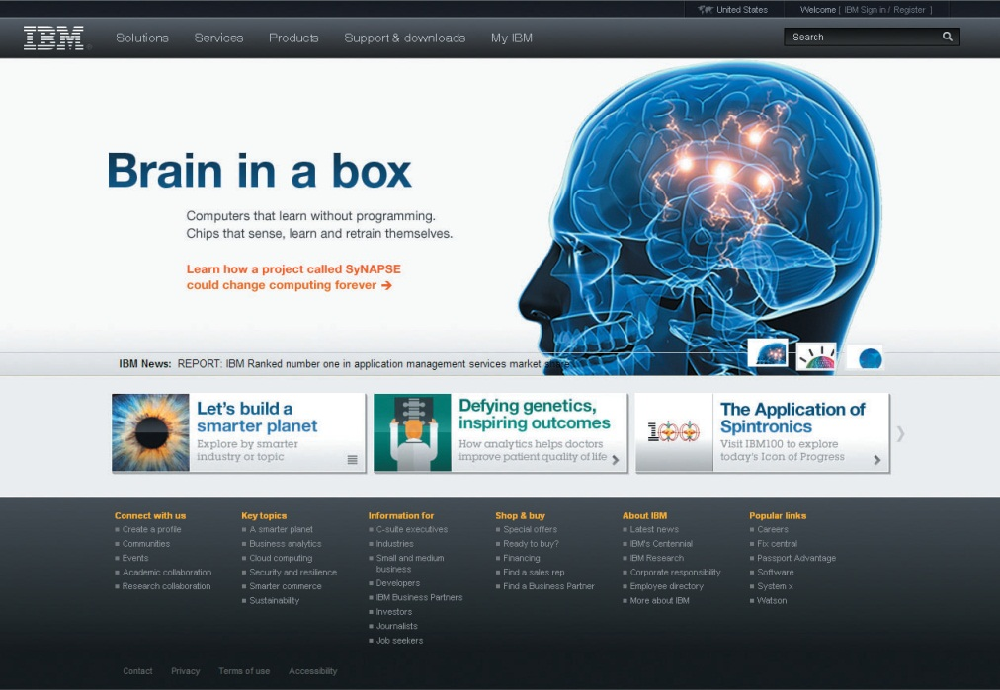 United States
Welcome [ IBM Sign in / Register ]
IBM
Solutions Services Products Support & downloads My IBM
Search
Brain in a box
Computers that learn without programming.
Chips that sense, learn and retrain themselves.
Learn how a project called SyNAPSE
could change computing forever →
IBM News: REPORT: IBM Ranked number one in application management services market
Let's build a
smarter planet
Explore by smarter
industry or topic
Defying genetics,
inspiring outcomes
How analytics helps doctors
improve patient quality of life
The Application of
Spintronics
Visit IBM100 to explore
today's Icon of Progress
Connect with us
Create a profile
Communities
Events
Academic collaboration
Research collaboration
Key topics
A smarter planet
Business analytics
Cloud computing
Security and resilience
Smarter commerce
Sustainability
Information for
C-suite executives
Industries
Small and medium
business
Developers
IBM Business Partners
Investors
Journalists
Job seekers
Shop & buy
Special offers
Ready to buy?
Financing
Find a sales rep
Find a Business Partner
About IBM
Latest news
IBM's Centennial
IBM Research
Corporate responsibility
Employee directory
More about IBM
Popular links
Careers
Fix central
Passport Advantage
Software
System x
Watson
Contact Privacy Terms of use Accessibility